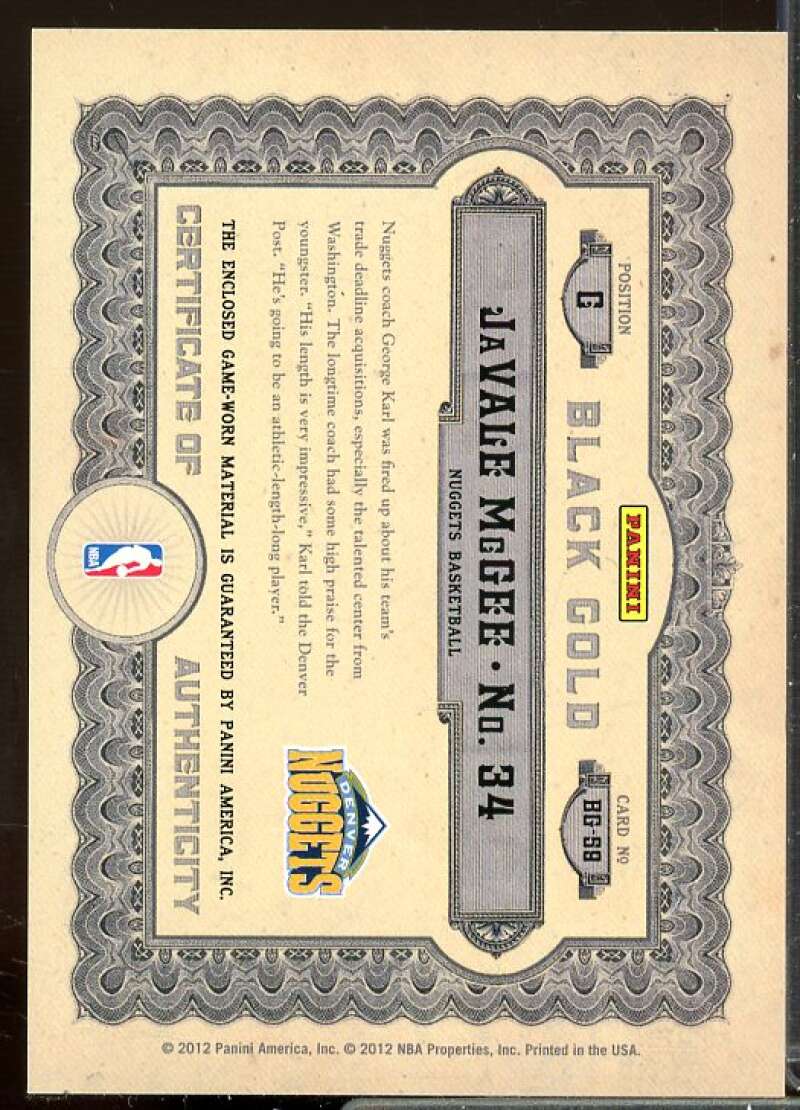 PANINI
BLACK GOLD
POSITION
C
CARD Nº
BG-59
JaVALE McGEE • No. 34
NUGGETS BASKETBALL
Nuggets coach George Karl was fired up about his team's
trade deadline acquisitions, especially the talented center from
Washington. The longtime coach had some high praise for the
youngster. "His length is very impressive," Karl told the Denver
Post. "He's going to be an athletic-length-long player."
DENVER
NUGGETS
THE ENCLOSED GAME-WORN MATERIAL IS GUARANTEED BY PANINI AMERICA, INC.
CERTIFICATE OF AUTHENTICITY
NBA
© 2012 Panini America, Inc. © 2012 NBA Properties, Inc. Printed in the USA.